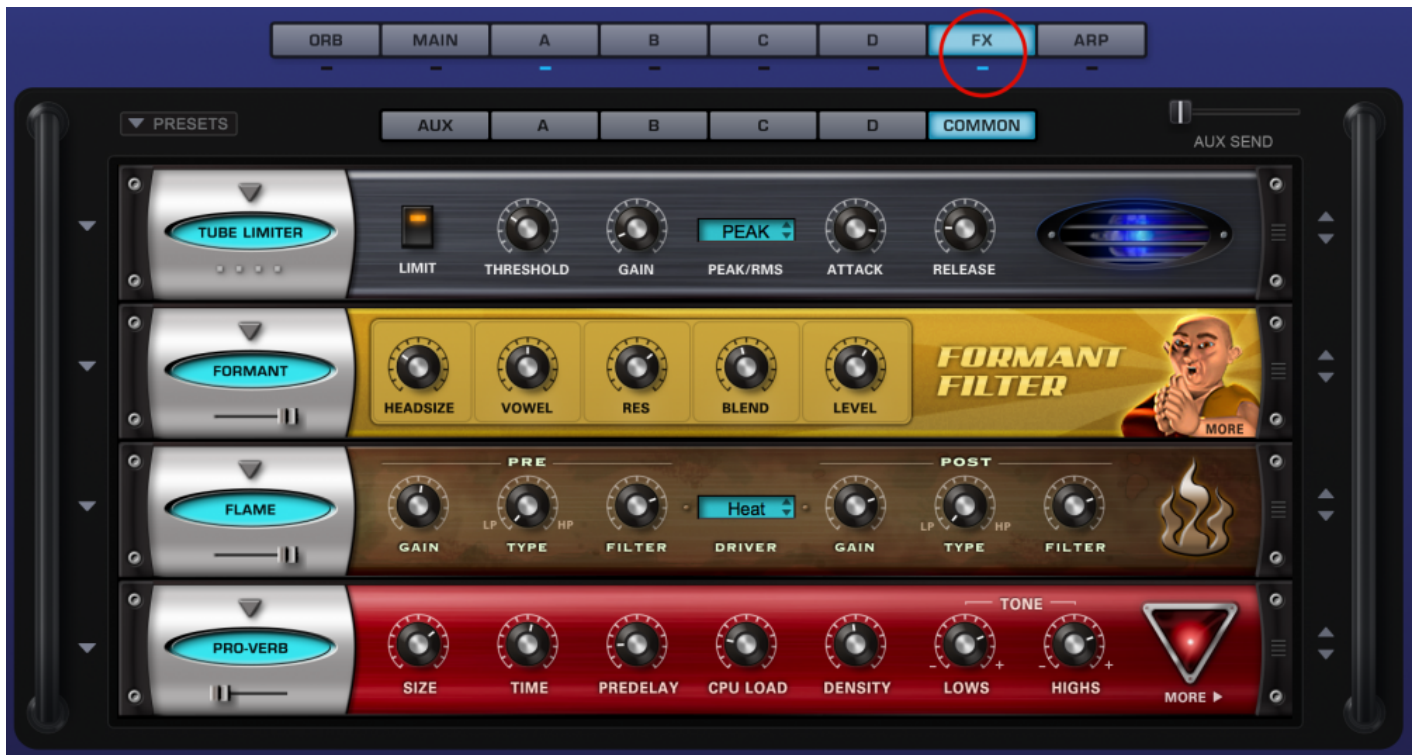 ORB MAIN A B C D FX ARP
PRESETS AUX A B C D COMMON
AUX SEND
TUBE LIMITER PEAK
LIMIT THRESHOLD GAIN PEAK/RMS ATTACK RELEASE
FORMANT FORMANT
FILTER
HEADSIZE VOWEL RES BLEND LEVEL
MORE
PRE POST
FLAME Heat
LP HP LP HP
GAIN TYPE FILTER DRIVER GAIN TYPE FILTER
TONE
PRO-VERB
- + - +
SIZE TIME PREDELAY CPU LOAD DENSITY LOWS HIGHS
MORE